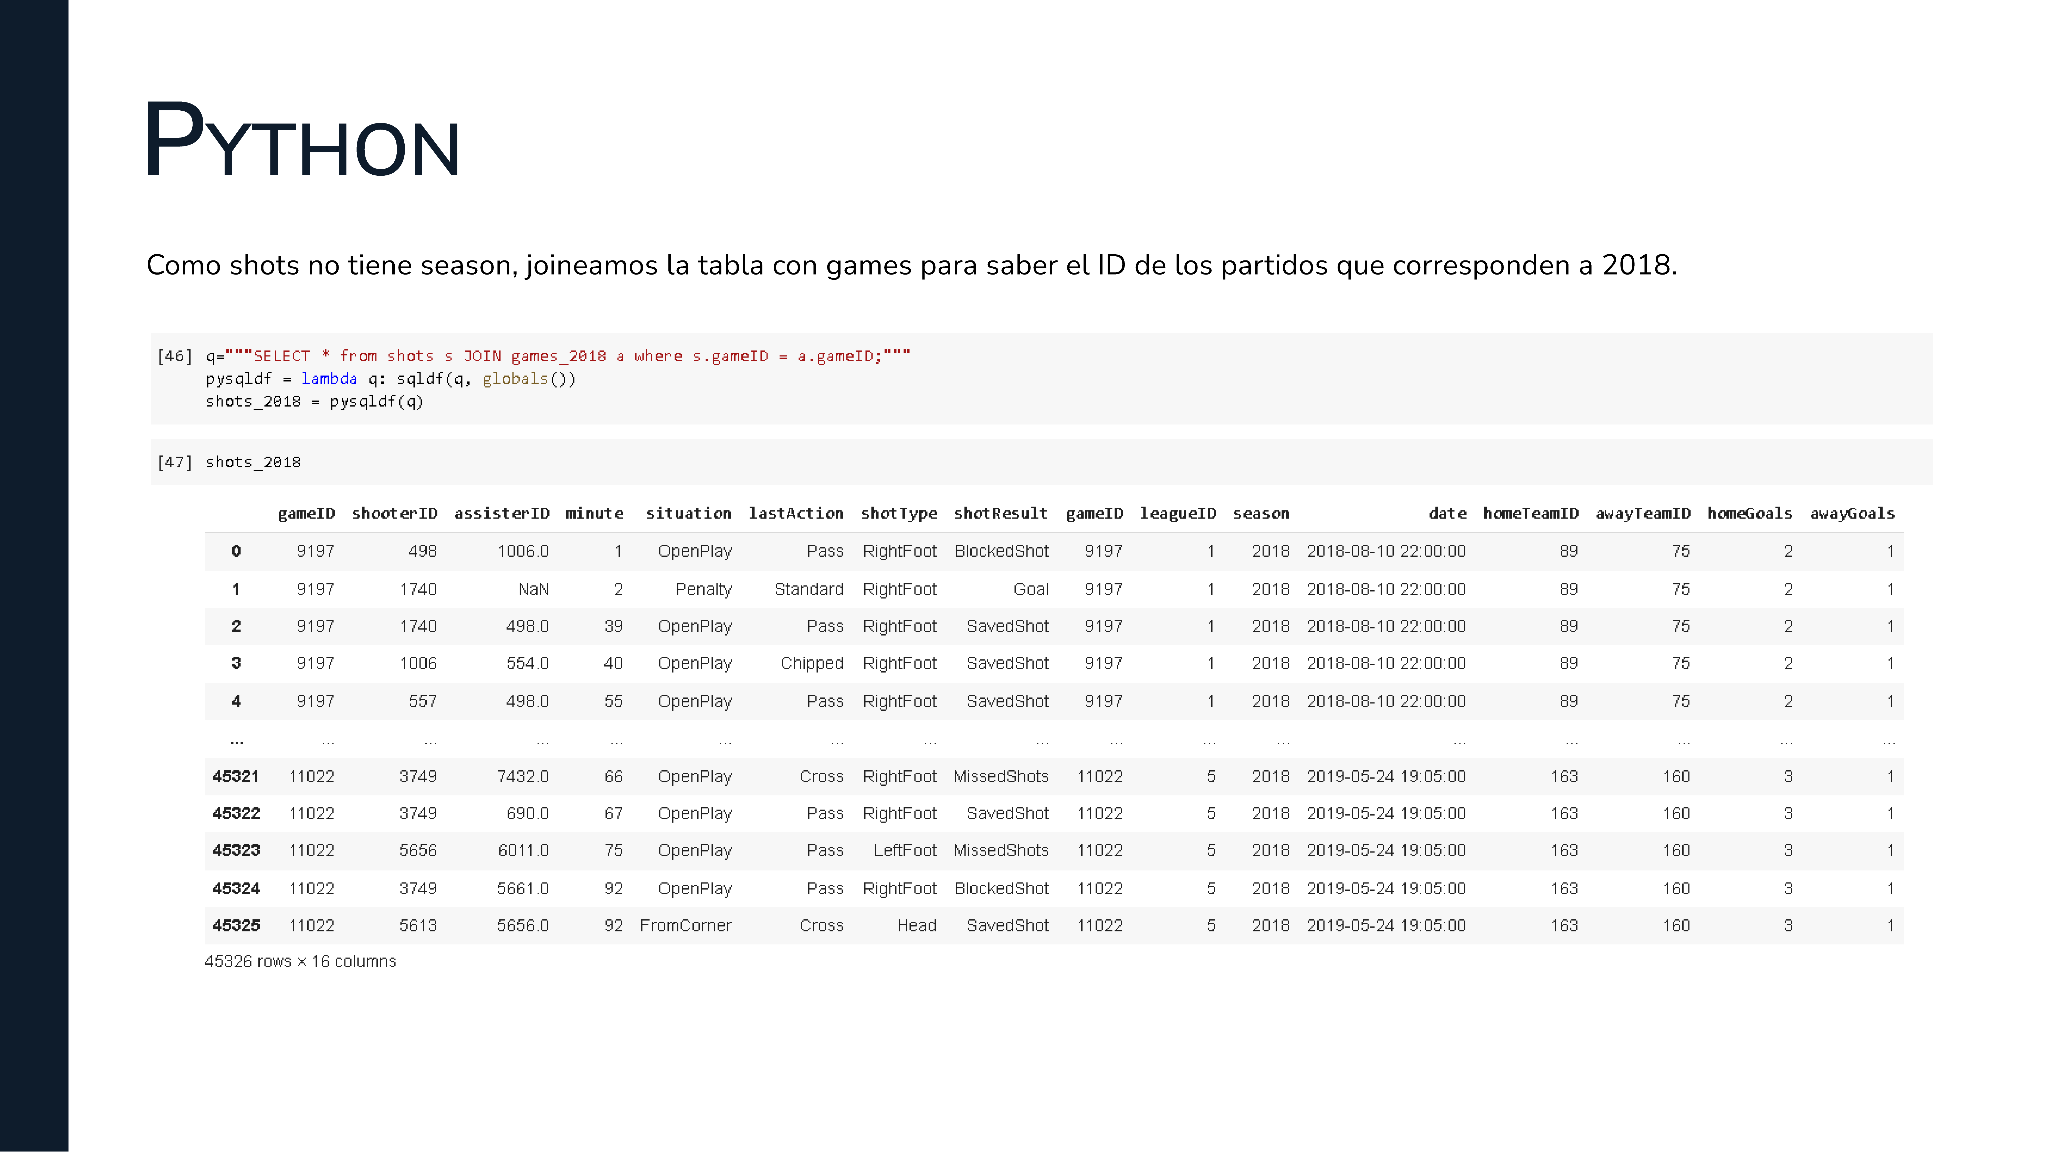 Python
Como shots no tiene season, joineamos la tabla con games para saber el ID de los partidos que corresponden a 2018.
[46] q="""SELECT * from shots s JOIN games_2018 a where s.gameID = a.gameID;"""
pysqldf = lambda q: sqldf(q, globals())
shots_2018 = pysqldf(q)
[47] shots_2018
gameID shooterID assisterID minute situation lastAction shotType shotResult gameID leagueID season date homeTeamID awayTeamID homeGoals awayGoals
0 9197 498 1006.0 1 OpenPlay Pass RightFoot BlockedShot 9197 1 2018 2018-08-10 22:00:00 89 75 2 1
1 9197 1740 NaN 2 Penalty Standard RightFoot Goal 9197 1 2018 2018-08-10 22:00:00 89 75 2 1
2 9197 1740 498.0 39 OpenPlay Pass RightFoot SavedShot 9197 1 2018 2018-08-10 22:00:00 89 75 2 1
3 9197 1006 554.0 40 OpenPlay Chipped RightFoot SavedShot 9197 1 2018 2018-08-10 22:00:00 89 75 2 1
4 9197 557 498.0 55 OpenPlay Pass RightFoot SavedShot 9197 1 2018 2018-08-10 22:00:00 89 75 2 1
... ... ... ... ... ... ... ... ... ... ... ... ... ... ... ... ...
45321 11022 3749 7432.0 66 OpenPlay Cross RightFoot MissedShots 11022 5 2018 2019-05-24 19:05:00 163 160 3 1
45322 11022 3749 690.0 67 OpenPlay Pass RightFoot SavedShot 11022 5 2018 2019-05-24 19:05:00 163 160 3 1
45323 11022 5656 6011.0 75 OpenPlay Pass LeftFoot MissedShots 11022 5 2018 2019-05-24 19:05:00 163 160 3 1
45324 11022 3749 5661.0 92 OpenPlay Pass RightFoot BlockedShot 11022 5 2018 2019-05-24 19:05:00 163 160 3 1
45325 11022 5613 5656.0 92 FromCorner Cross Head SavedShot 11022 5 2018 2019-05-24 19:05:00 163 160 3 1
45326 rows × 16 columns